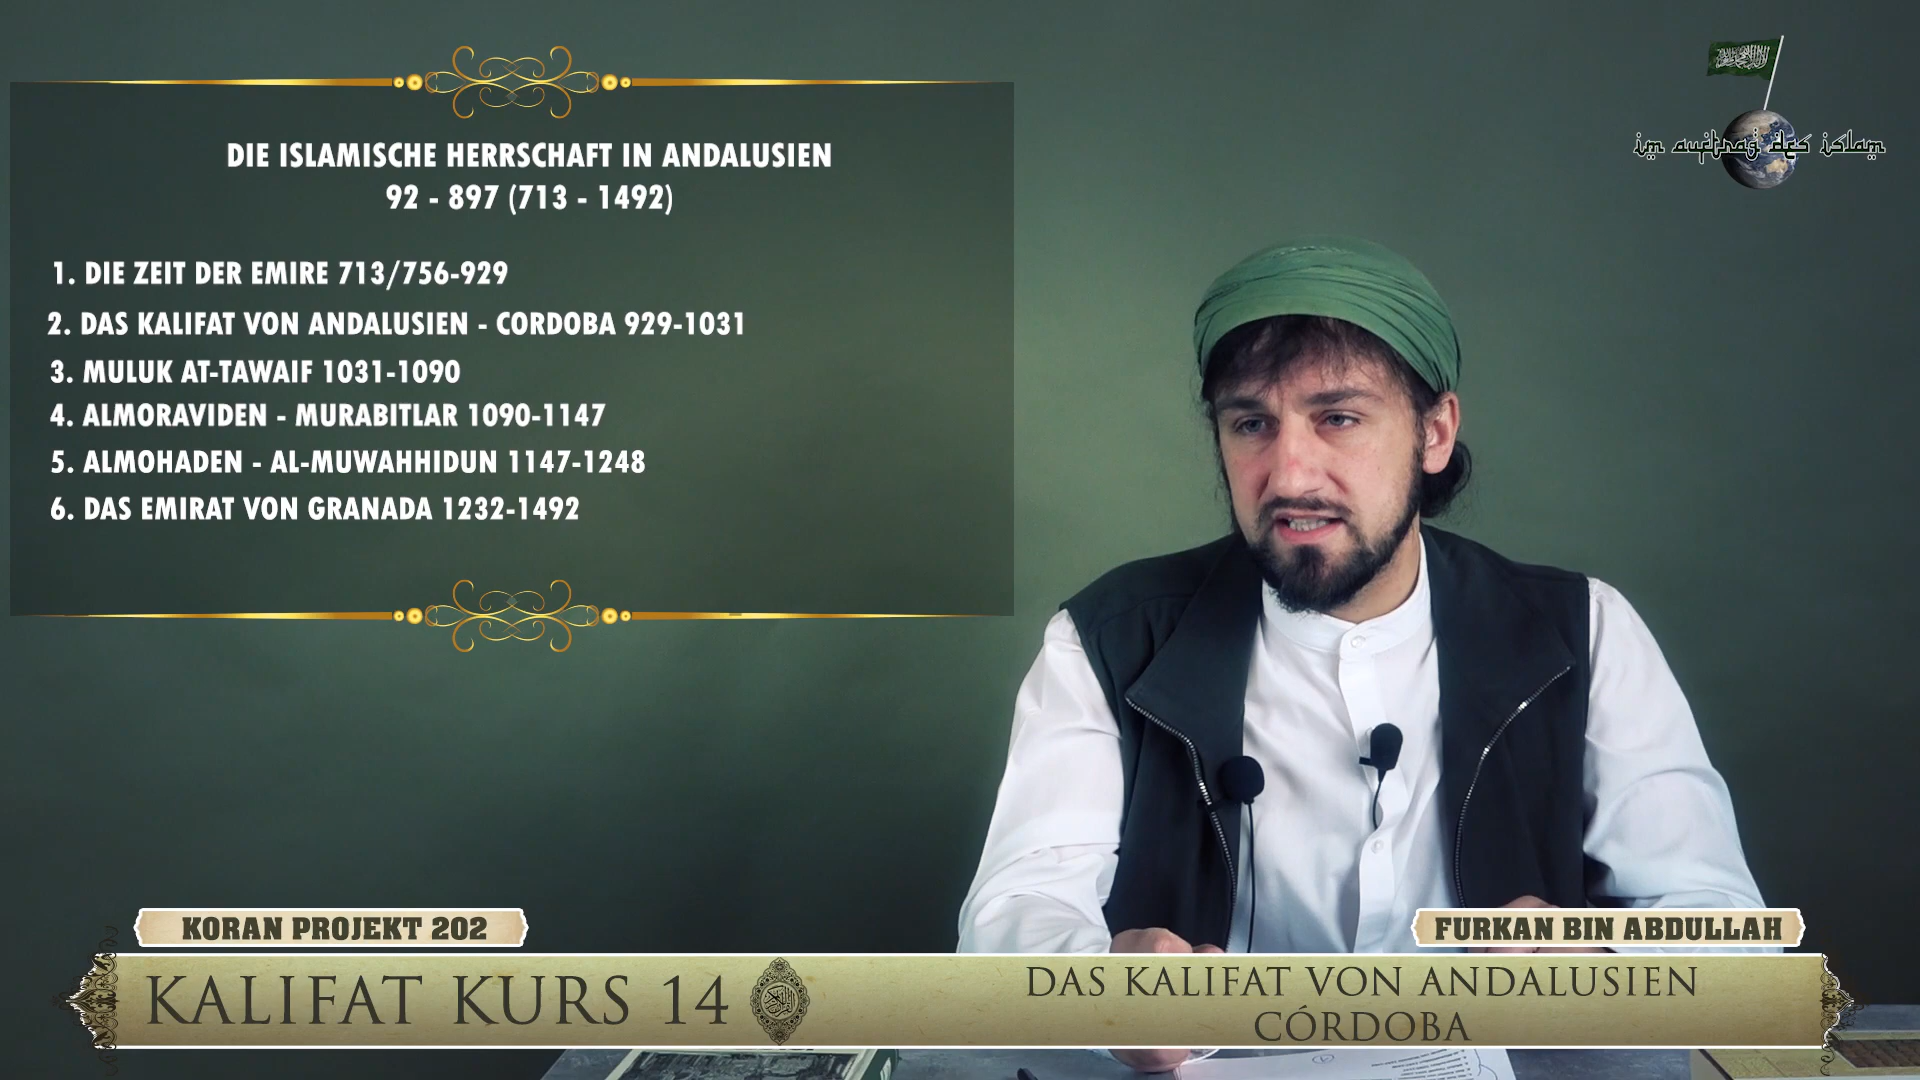 DIE ISLAMISCHE HERRSCHAFT IN ANDALUSIEN
92 - 897 (713 - 1492)
1. DIE ZEIT DER EMIRE 713/756-929
2. DAS KALIFAT VON ANDALUSIEN - CORDOBA 929-1031
3. MULUK AT-TAWAIF 1031-1090
4. ALMORAVIDEN - MURABITLAR 1090-1147
5. ALMOHADEN - AL-MUWAHHIDUN 1147-1248
6. DAS EMIRAT VON GRANADA 1232-1492
im auftrag des islam
KORAN PROJEKT 202
FURKAN BIN ABDULLAH
KALIFAT KURS 14
DAS KALIFAT VON ANDALUSIEN
CÓRDOBA